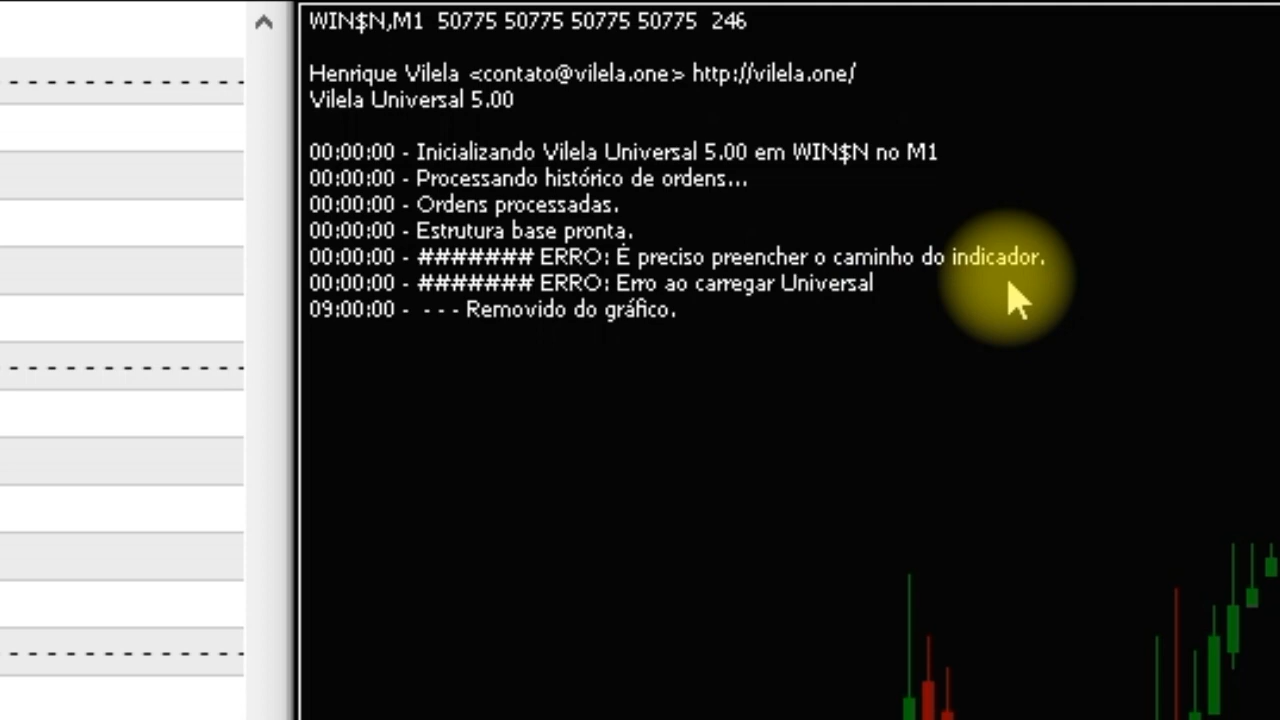 WIN$N,M1 50775 50775 50775 50775 246
Henrique Vilela <contato@vilela.one> http://vilela.one/
Vilela Universal 5.00
00:00:00 - Inicializando Vilela Universal 5.00 em WIN$N no M1
00:00:00 - Processando histórico de ordens...
00:00:00 - Ordens processadas.
00:00:00 - Estrutura base pronta.
00:00:00 - ####### ERRO: É preciso preencher o caminho do indicador.
00:00:00 - ####### ERRO: Erro ao carregar Universal
09:00:00 - - - - Removido do gráfico.